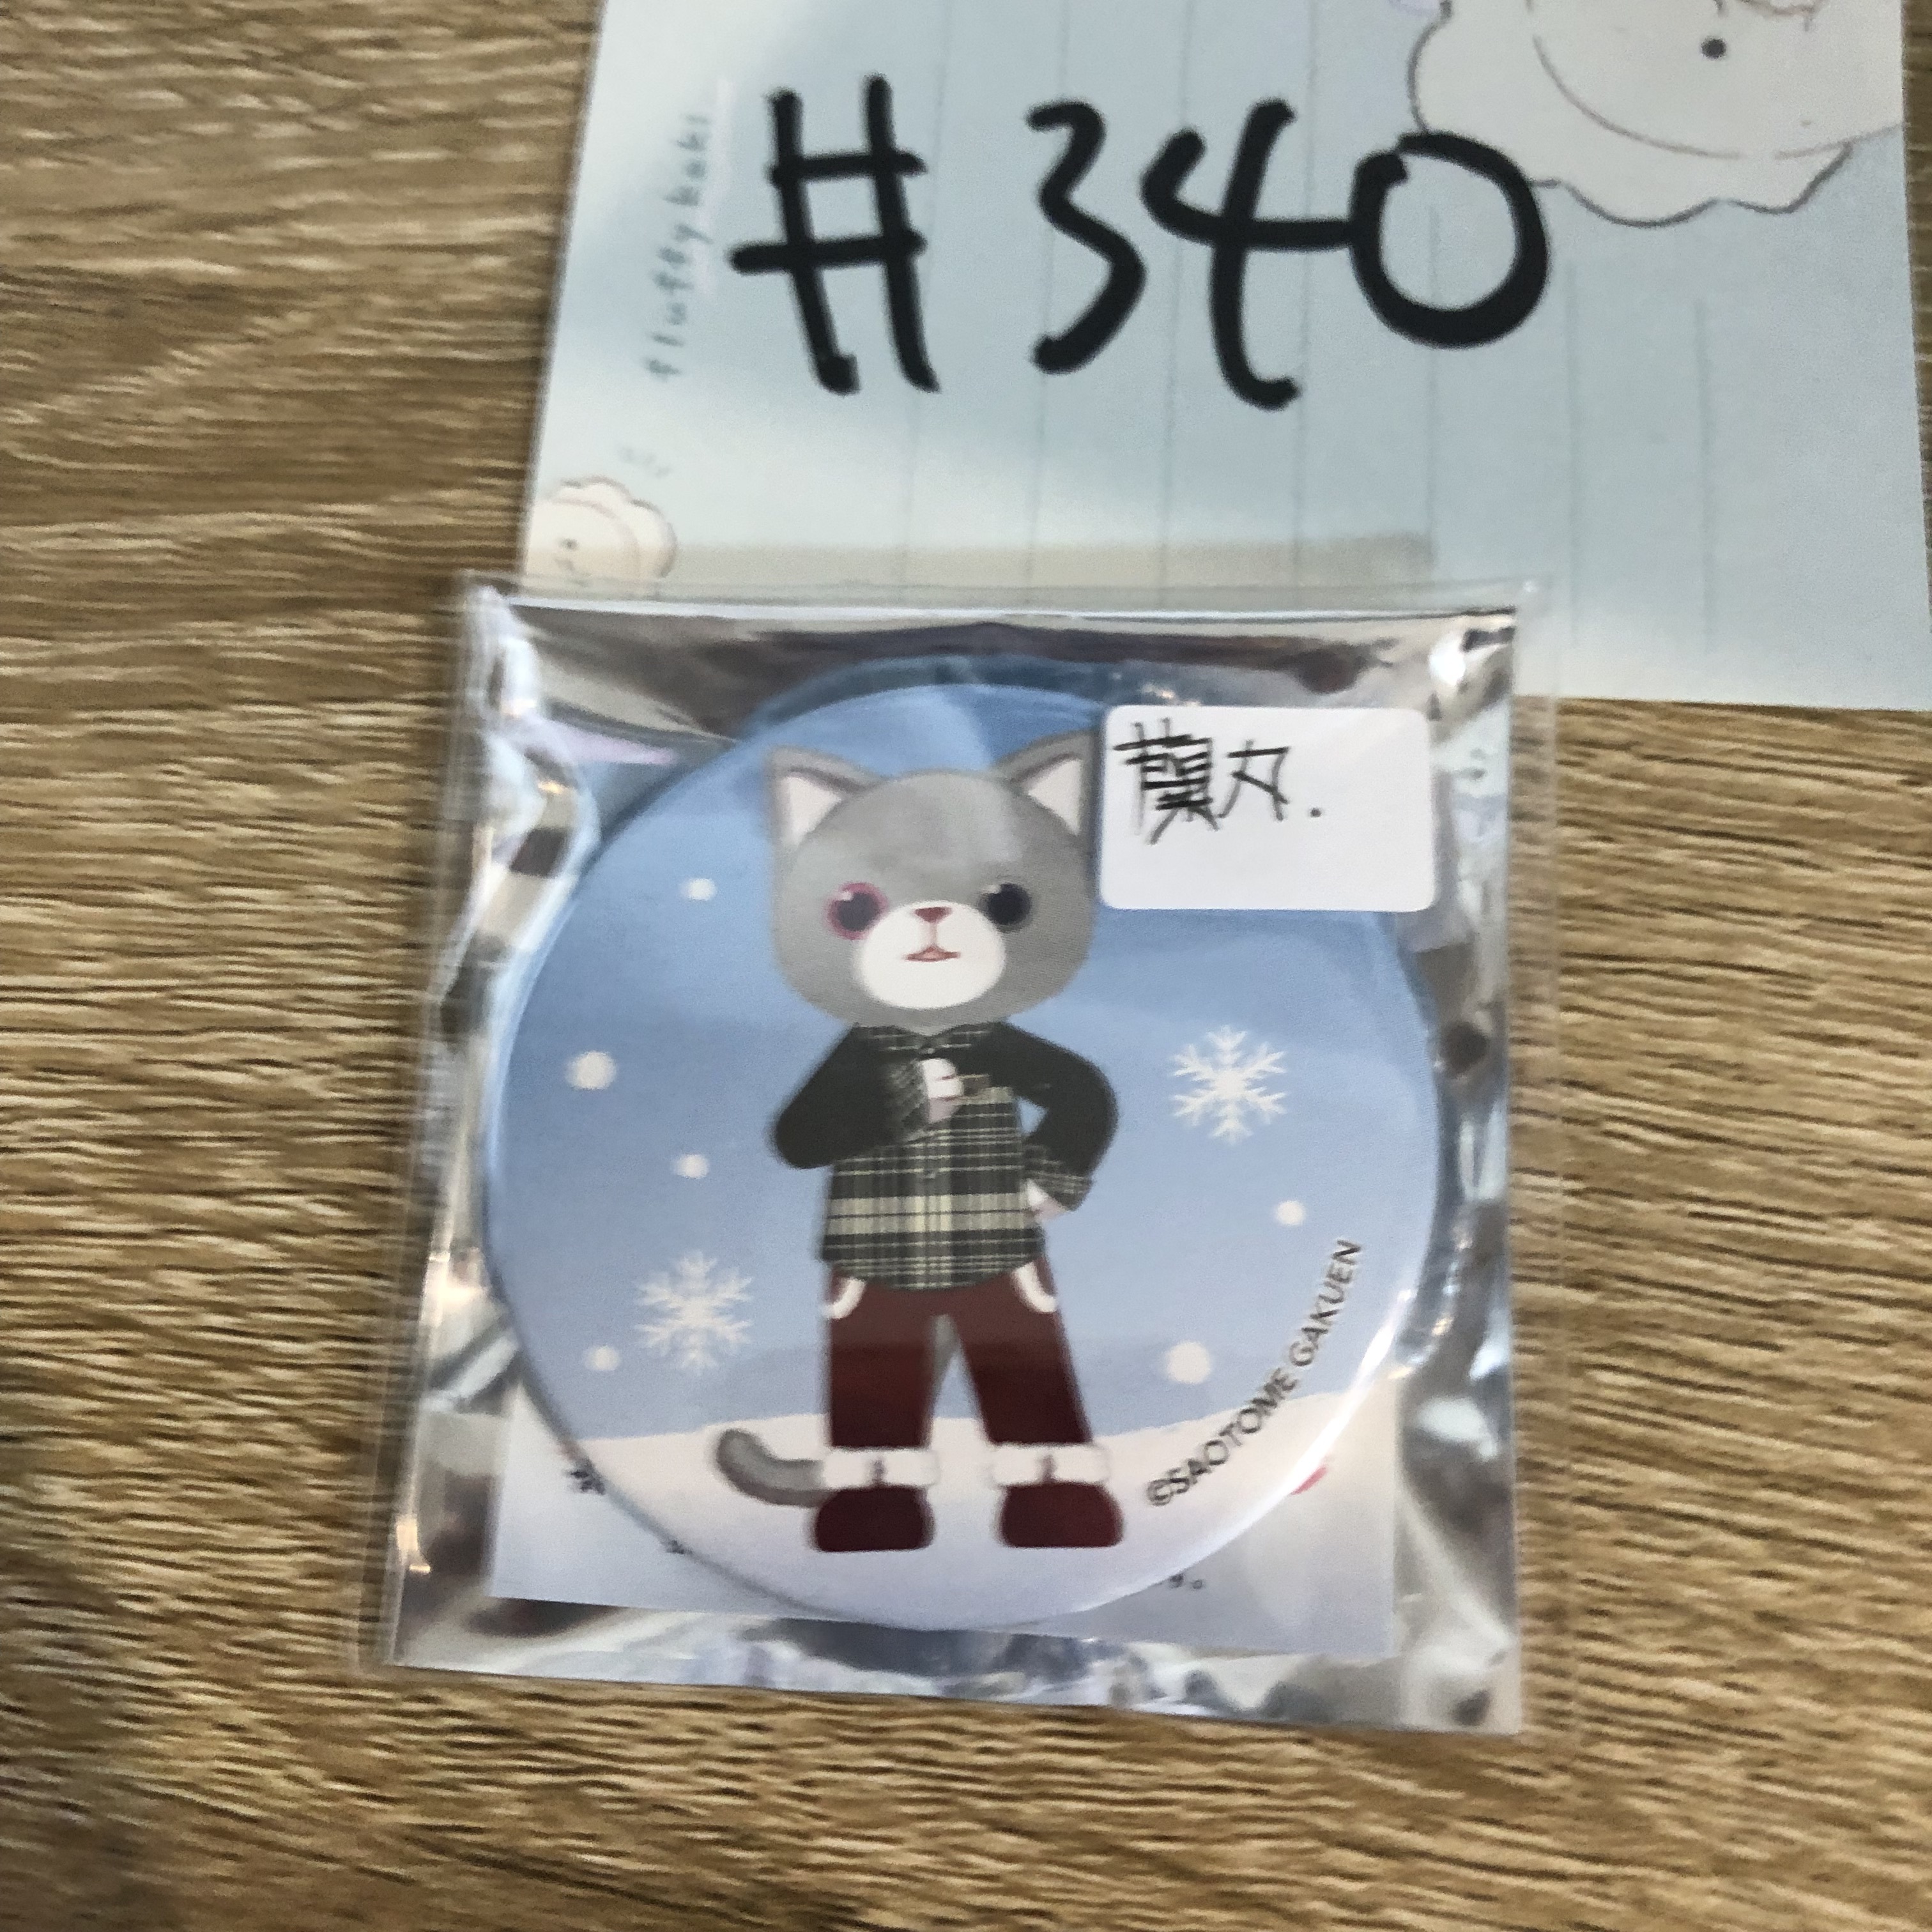 #340
fluffy kaki
蘭丸.
©SAOTOME GAKUEN